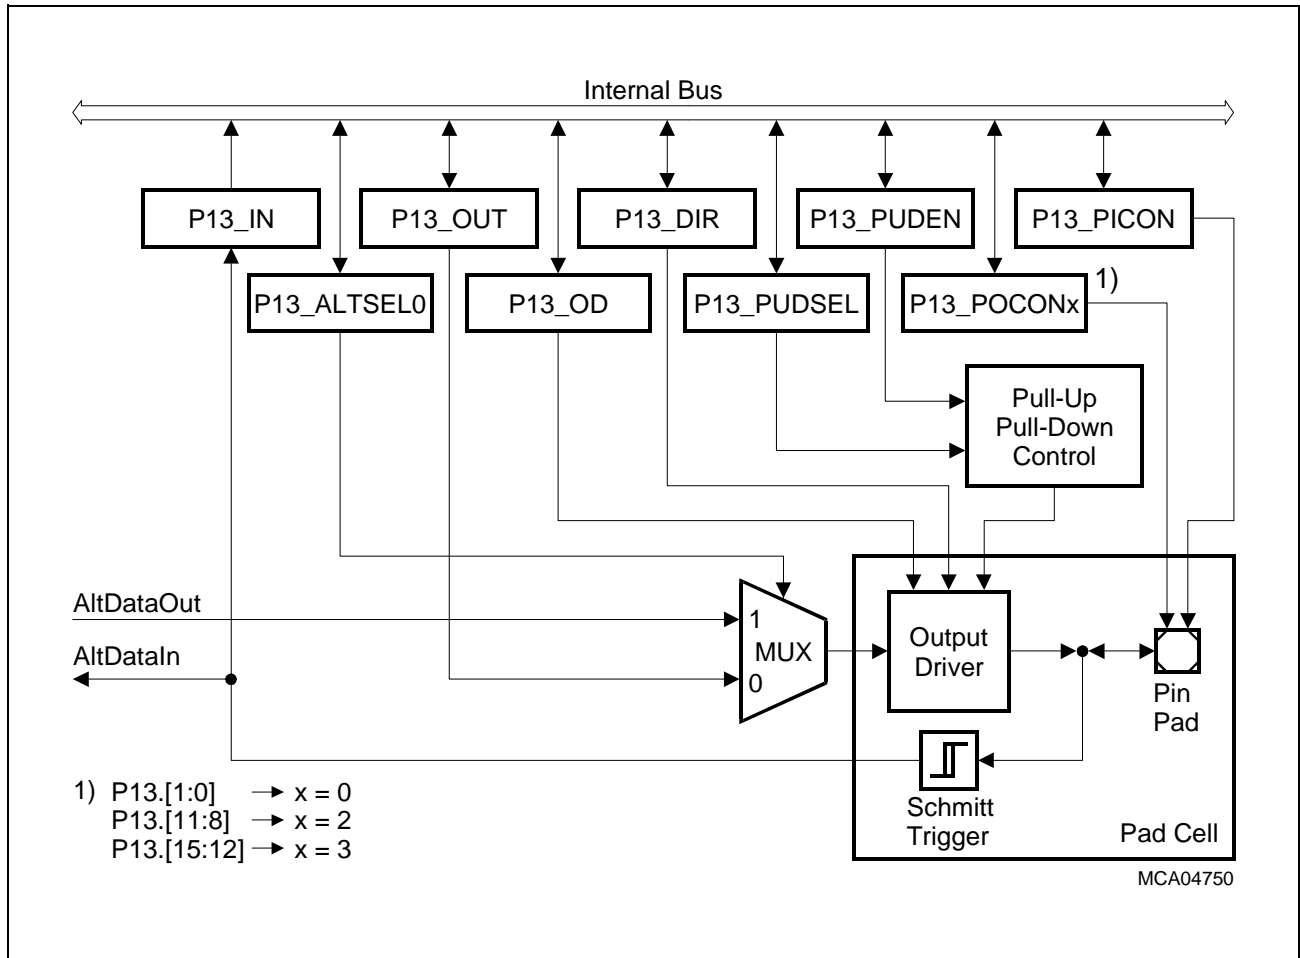 Internal Bus
P13_IN
P13_OUT
P13_DIR
P13_PUDEN
P13_PICON
P13_ALTSEL0
P13_OD
P13_PUDSEL
P13_POCONx
1)
Pull-Up
Pull-Down
Control
AltDataOut
AltDataIn
1
MUX
0
Output
Driver
Pin
Pad
Schmitt
Trigger
Pad Cell
1) P13.[1:0] → x = 0
P13.[11:8] → x = 2
P13.[15:12] → x = 3
MCA04750